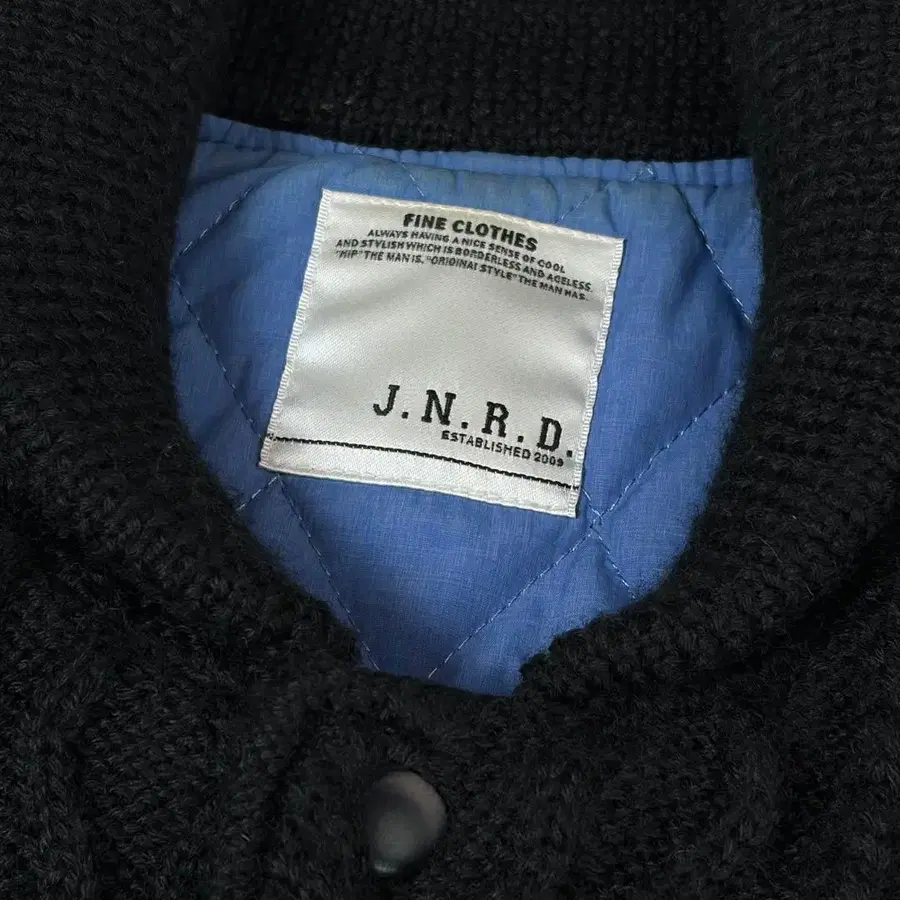 FINE CLOTHES
ALWAYS HAVING A NICE SENSE OF COOL
AND STYLISH WHICH IS BORDERLESS AND AGELESS.
"HIP" THE MAN IS, "ORIGINAI STYLE" THE MAN HAS.
J.N.R.D.
ESTABLISHED 2009